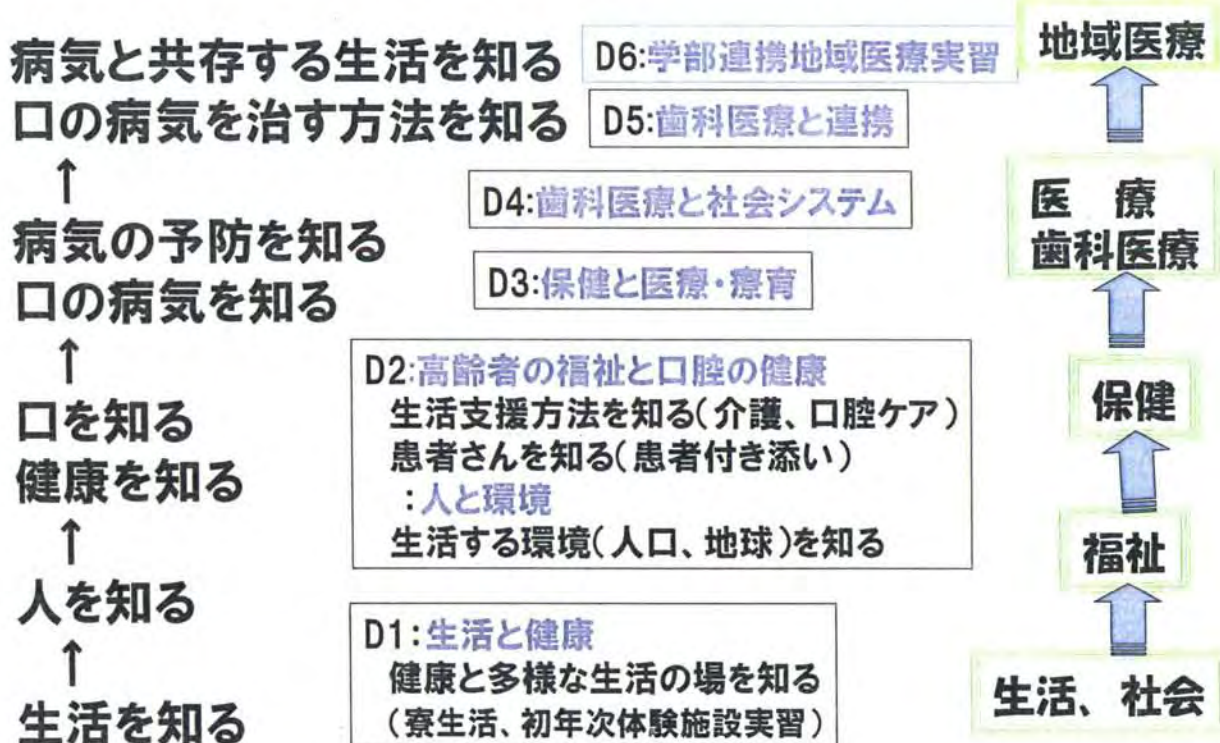 病気と共存する生活を知る
口の病気を治す方法を知る
↑
病気の予防を知る
口の病気を知る
↑
口を知る
健康を知る
↑
人を知る
↑
生活を知る
D6:学部連携地域医療実習
D5:歯科医療と連携
D4:歯科医療と社会システム
D3:保健と医療・療育
D2:高齢者の福祉と口腔の健康
生活支援方法を知る(介護、口腔ケア)
患者さんを知る(患者付き添い)
:人と環境
生活する環境(人口、地球)を知る
D1:生活と健康
健康と多様な生活の場を知る
(寮生活、初年次体験施設実習)
地域医療
医 療
歯科医療
保健
福祉
生活、社会